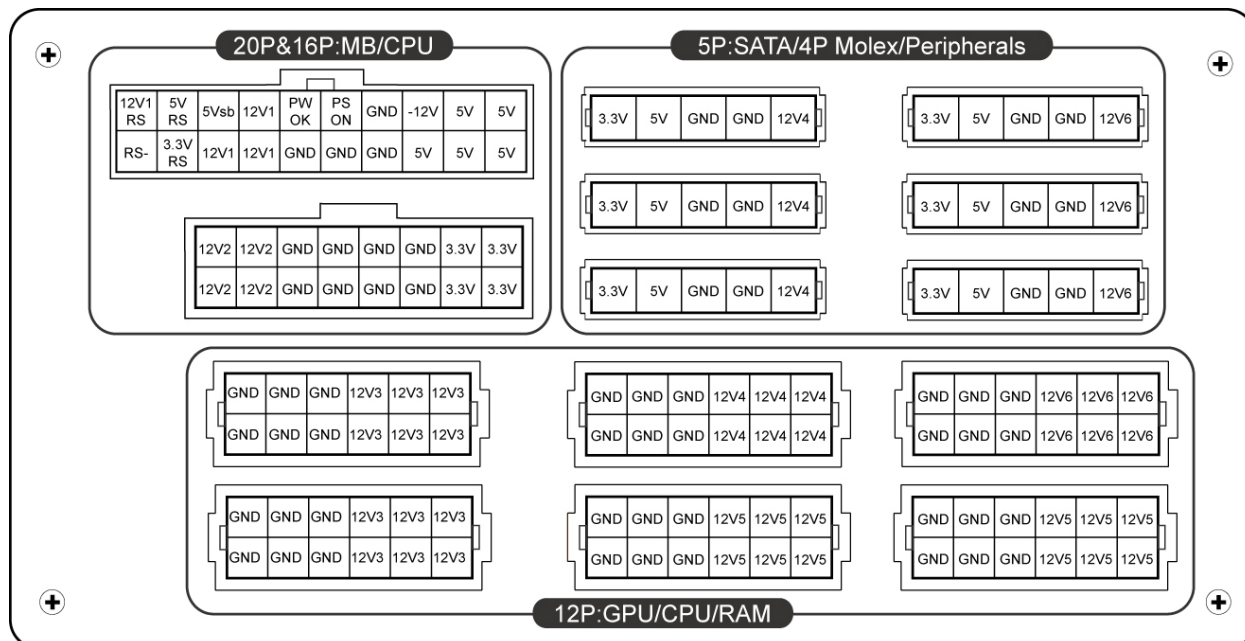 20P&16P:MB/CPU
12V1 RS 5V RS 5Vsb 12V1 PW OK PS ON GND -12V 5V 5V
RS- 3.3V RS 12V1 12V1 GND GND GND 5V 5V 5V
12V2 12V2 GND GND GND GND 3.3V 3.3V
12V2 12V2 GND GND GND GND 3.3V 3.3V
5P:SATA/4P Molex/Peripherals
3.3V 5V GND GND 12V4
3.3V 5V GND GND 12V6
3.3V 5V GND GND 12V4
3.3V 5V GND GND 12V6
3.3V 5V GND GND 12V4
3.3V 5V GND GND 12V6
GND GND GND 12V3 12V3 12V3
GND GND GND 12V3 12V3 12V3
GND GND GND 12V4 12V4 12V4
GND GND GND 12V4 12V4 12V4
GND GND GND 12V6 12V6 12V6
GND GND GND 12V6 12V6 12V6
GND GND GND 12V3 12V3 12V3
GND GND GND 12V3 12V3 12V3
GND GND GND 12V5 12V5 12V5
GND GND GND 12V5 12V5 12V5
GND GND GND 12V5 12V5 12V5
GND GND GND 12V5 12V5 12V5
12P:GPU/CPU/RAM